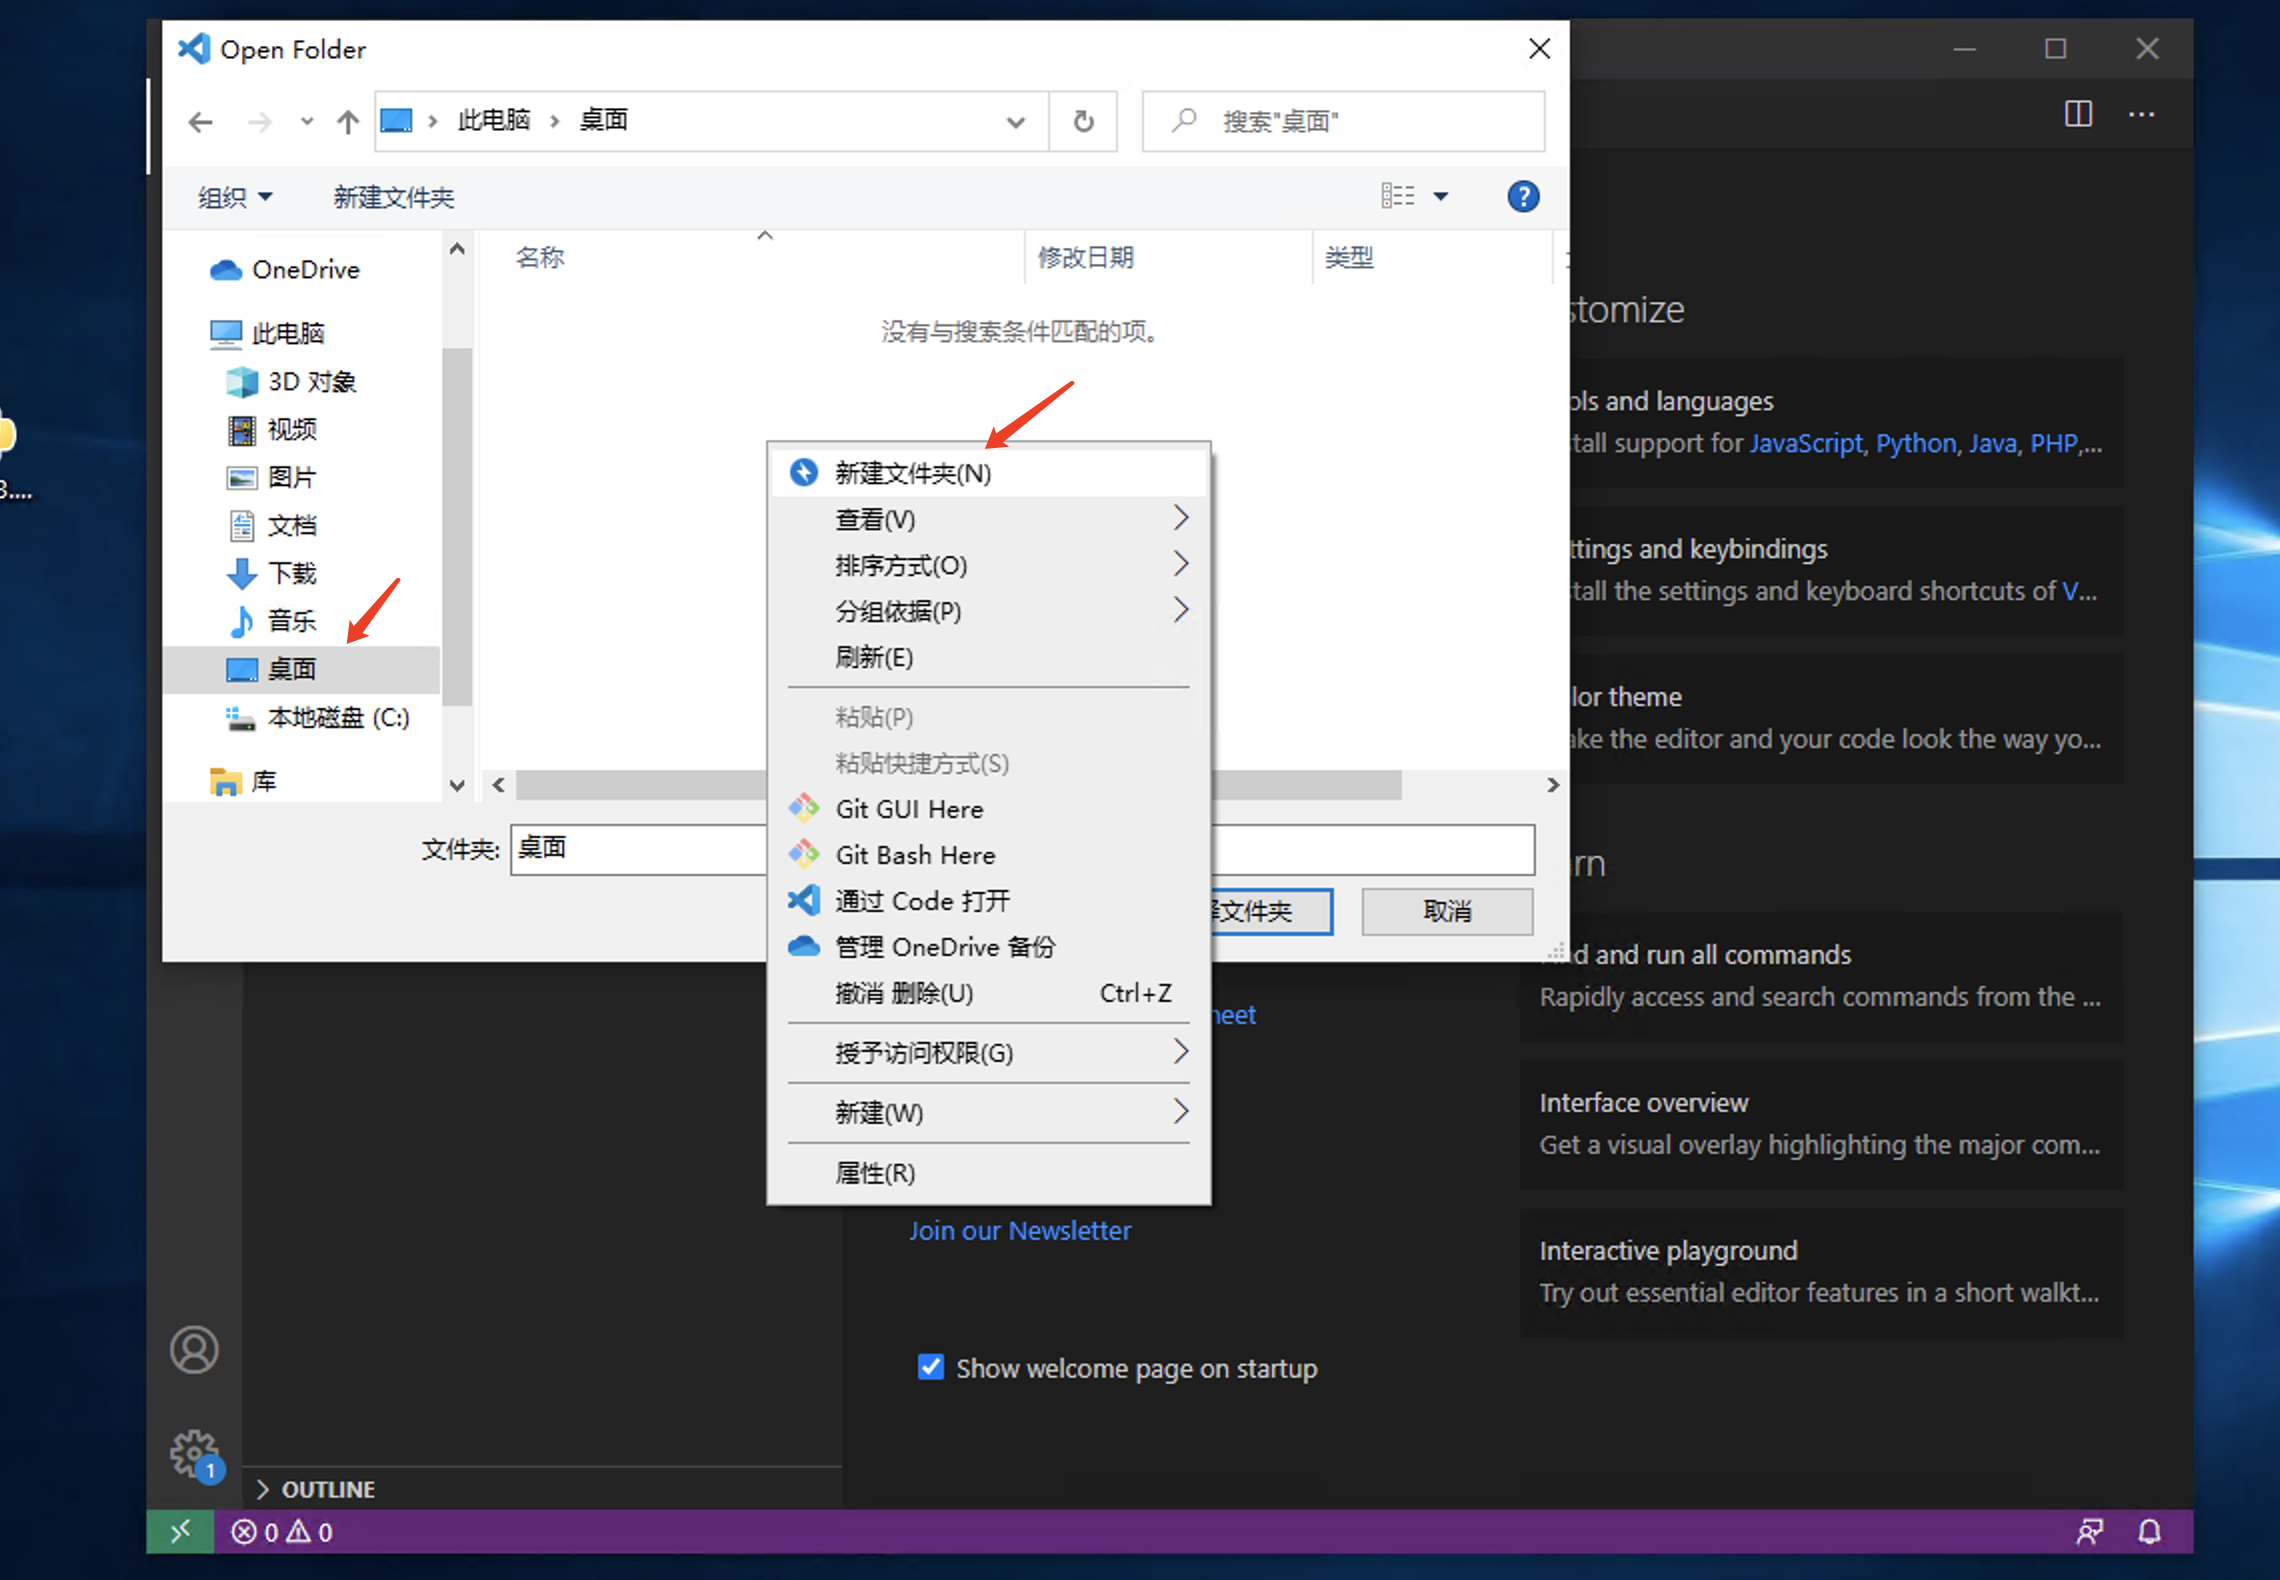 Open Folder
此电脑 桌面
搜索"桌面"
组织 新建文件夹
名称 修改日期 类型
没有与搜索条件匹配的项。
OneDrive
此电脑
3D 对象
视频
图片
文档
下载
音乐
桌面
本地磁盘 (C:)
库
文件夹: 桌面
文件夹 取消
新建文件夹(N)
查看(V)
排序方式(O)
分组依据(P)
刷新(E)
粘贴(P)
粘贴快捷方式(S)
Git GUI Here
Git Bash Here
通过 Code 打开
管理 OneDrive 备份
撤消 删除(U) Ctrl+Z
授予访问权限(G)
新建(W)
属性(R)
stomize
ols and languages
tall support for JavaScript, Python, Java, PHP,...
ttings and keybindings
tall the settings and keyboard shortcuts of V...
lor theme
ake the editor and your code look the way yo...
rn
nd and run all commands
Rapidly access and search commands from the ...
Interface overview
Get a visual overlay highlighting the major com...
Interactive playground
Try out essential editor features in a short walkt...
heet
Join our Newsletter
Show welcome page on startup
1
OUTLINE
0 0
3....